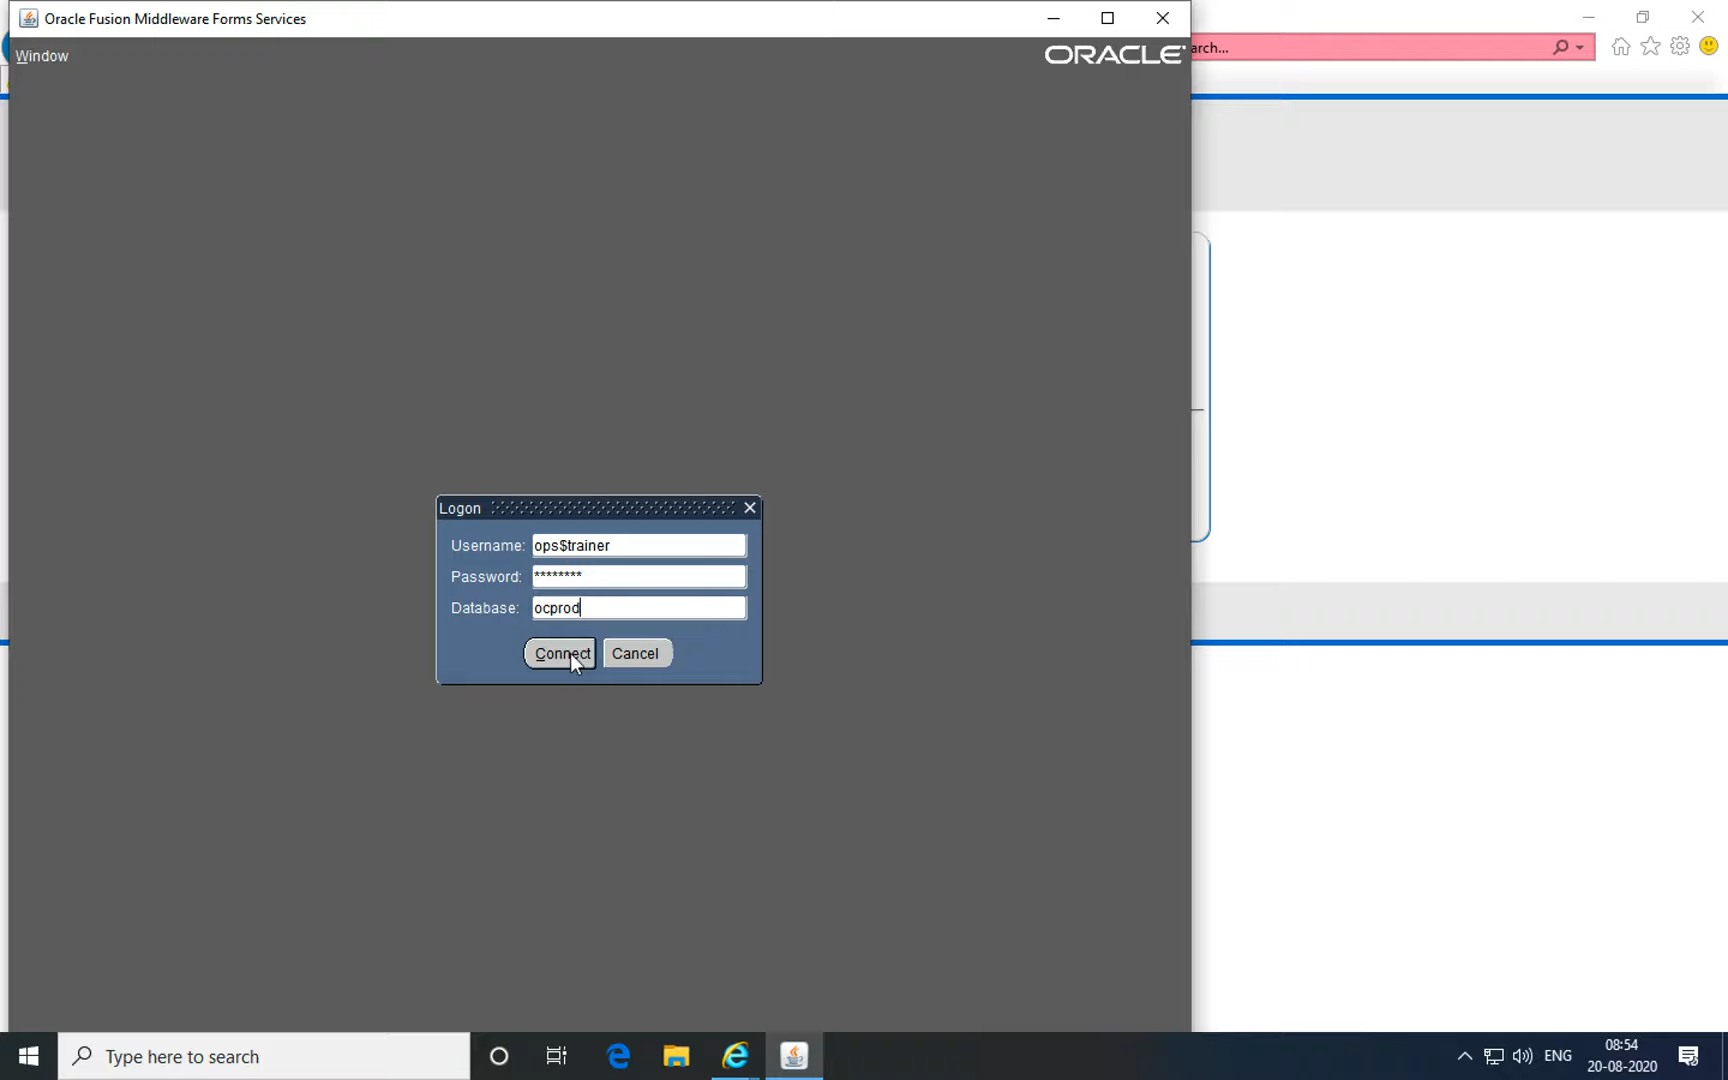 Oracle Fusion Middleware Forms Services
Window
ORACLE
arch...
Logon
Username: ops$trainer
Password: ********
Database: ocprod
Connect Cancel
Type here to search
ENG
08:54
20-08-2020